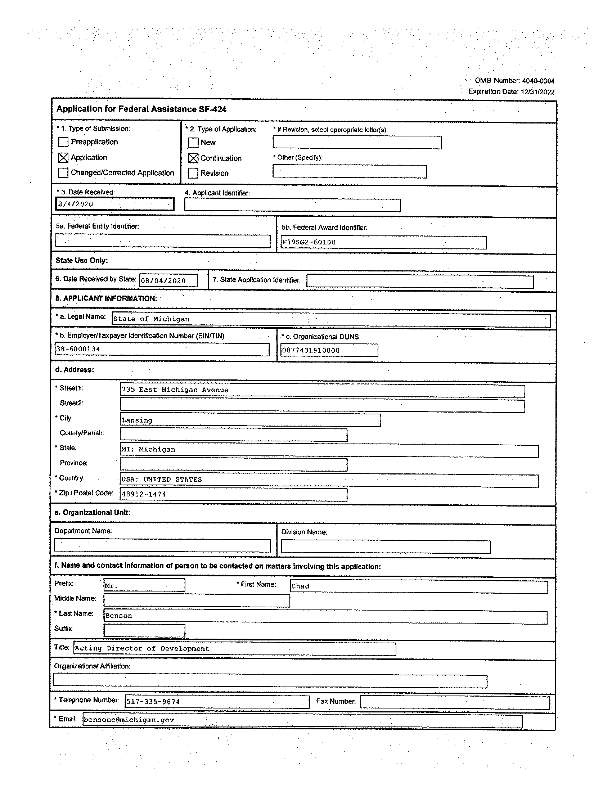 OMB Number: 4040-0004
Expiration Date: 12/31/2022
Application for Federal Assistance SF-424
* 1. Type of Submission: * 2. Type of Application: * If Revision, select appropriate letter(s):
Preapplication New
Application Continuation * Other (Specify):
Changed/Corrected Application Revision
* 3. Date Received: 4. Applicant Identifier:
8/4/2020
5a. Federal Entity Identifier: 5b. Federal Award Identifier:
State Use Only:
6. Date Received by State: 08/04/2020 7. State Application Identifier:
8. APPLICANT INFORMATION:
* a. Legal Name: State of Michigan
* b. Employer/Taxpayer Identification Number (EIN/TIN): * c. Organizational DUNS:
38-6000134
d. Address:
* Street1: 735 East Michigan Avenue
Street2:
* City: Lansing
County/Parish:
* State: MI: Michigan
Province:
* Country: USA: UNITED STATES
* Zip / Postal Code: 48912-1474
e. Organizational Unit:
Department Name: Division Name:
f. Name and contact information of person to be contacted on matters involving this application:
Prefix: Mr. * First Name: Chad
Middle Name:
* Last Name: Benson
Suffix:
Title: Acting Director of Development
Organizational Affiliation:
* Telephone Number: 517-335-9674 Fax Number:
* Email: bensonc@michigan.gov